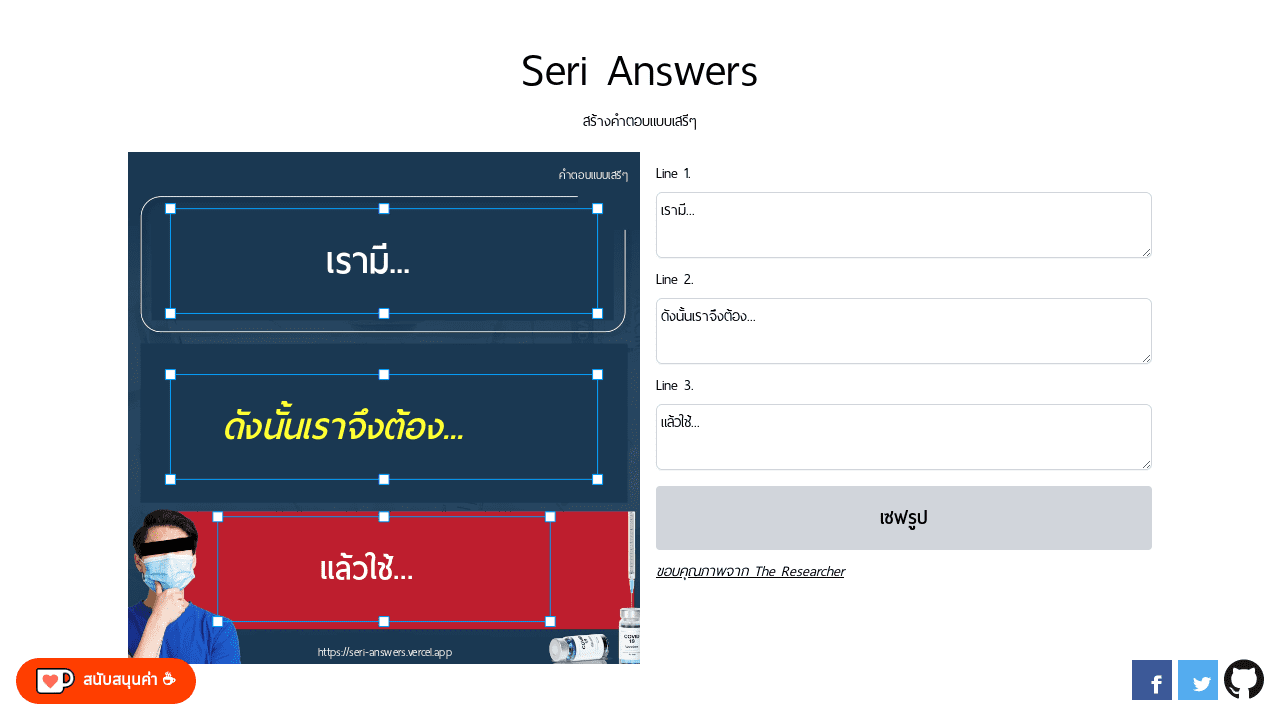 Seri Answers
สร้างคำตอบแบบเสรีๆ
คำตอบแบบเสรีๆ
เรามี...
ดังนั้นเราจึงต้อง...
แล้วใช้...
https://seri-answers.vercel.app
Line 1.
เรามี...
Line 2.
ดังนั้นเราจึงต้อง...
Line 3.
แล้วใช้...
เซฟรูป
ขอบคุณภาพจาก The Researcher
สนับสนุนค่า